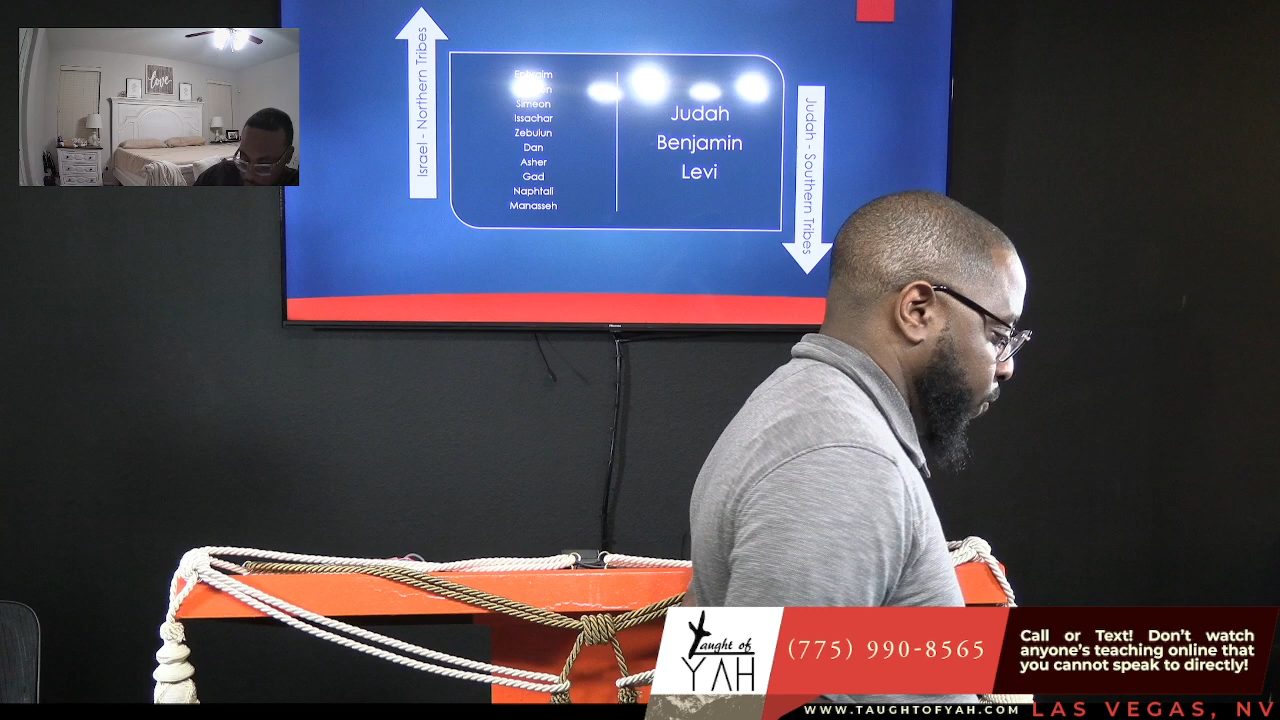 love
Israel - Northern Tribes
Ephraim
Simeon
Issachar
Zebulun
Dan
Asher
Gad
Naphtali
Manasseh
Judah
Benjamin
Levi
Judah - Southern Tribes
Taught of
YAH
(775) 990-8565
Call or Text! Don't watch
anyone's teaching online that
you cannot speak to directly!
WWW.TAUGHTOFYAH.COM
LAS VEGAS, NV